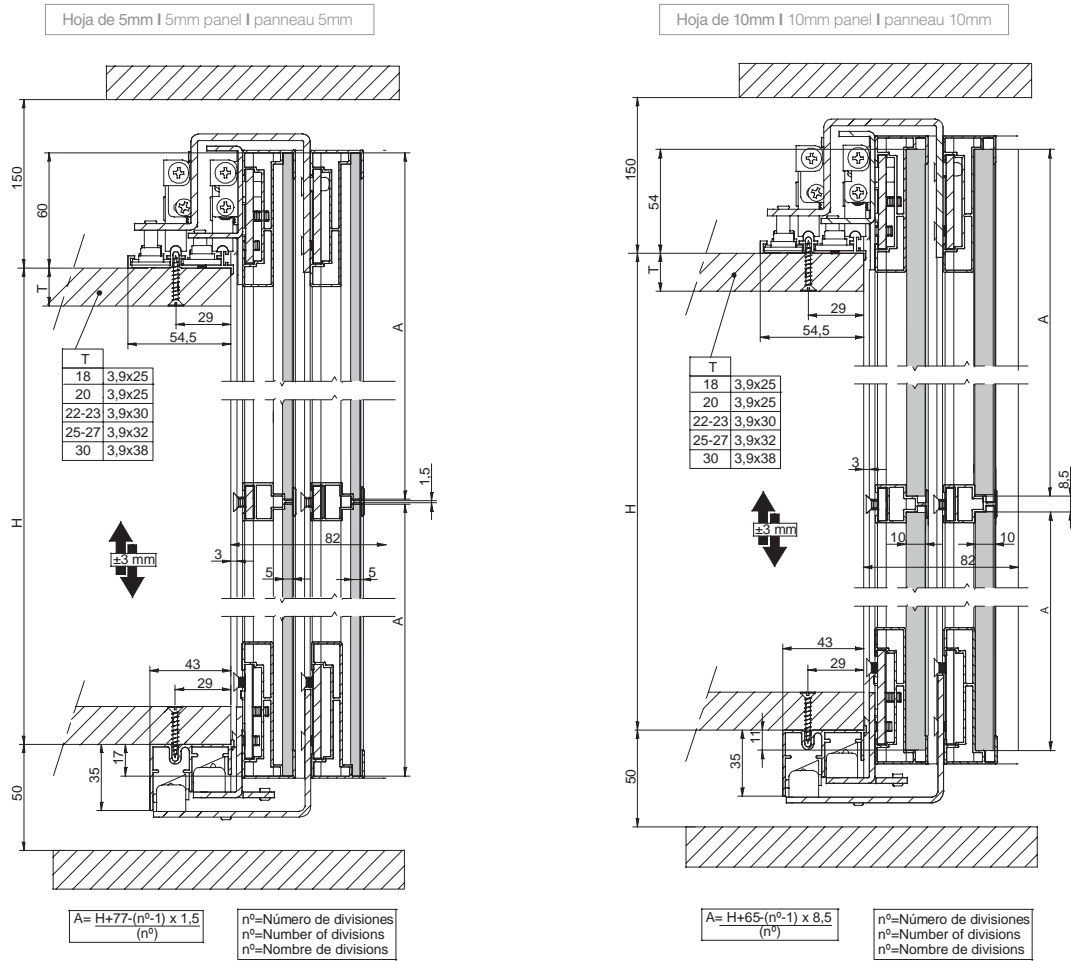 Hoja de 5mm I 5mm panel I panneau 5mm
150
60
T
29
54,5
A
T
18 3,9x25
20 3,9x25
22-23 3,9x30
25-27 3,9x32
30 3,9x38
1,5
H
82
±3 mm
3
5
5
A
43
29
17
35
50
A= H+77-(nº-1) x 1,5
(nº)
nº=Número de divisiones
nº=Number of divisions
nº=Nombre de divisions
Hoja de 10mm I 10mm panel I panneau 10mm
150
54
T
29
54,5
A
T
18 3,9x25
20 3,9x25
22-23 3,9x30
25-27 3,9x32
30 3,9x38
3
8,5
H
±3 mm
10
10
82
A
43
29
11
35
50
A= H+65-(nº-1) x 8,5
(nº)
nº=Número de divisiones
nº=Number of divisions
nº=Nombre de divisions